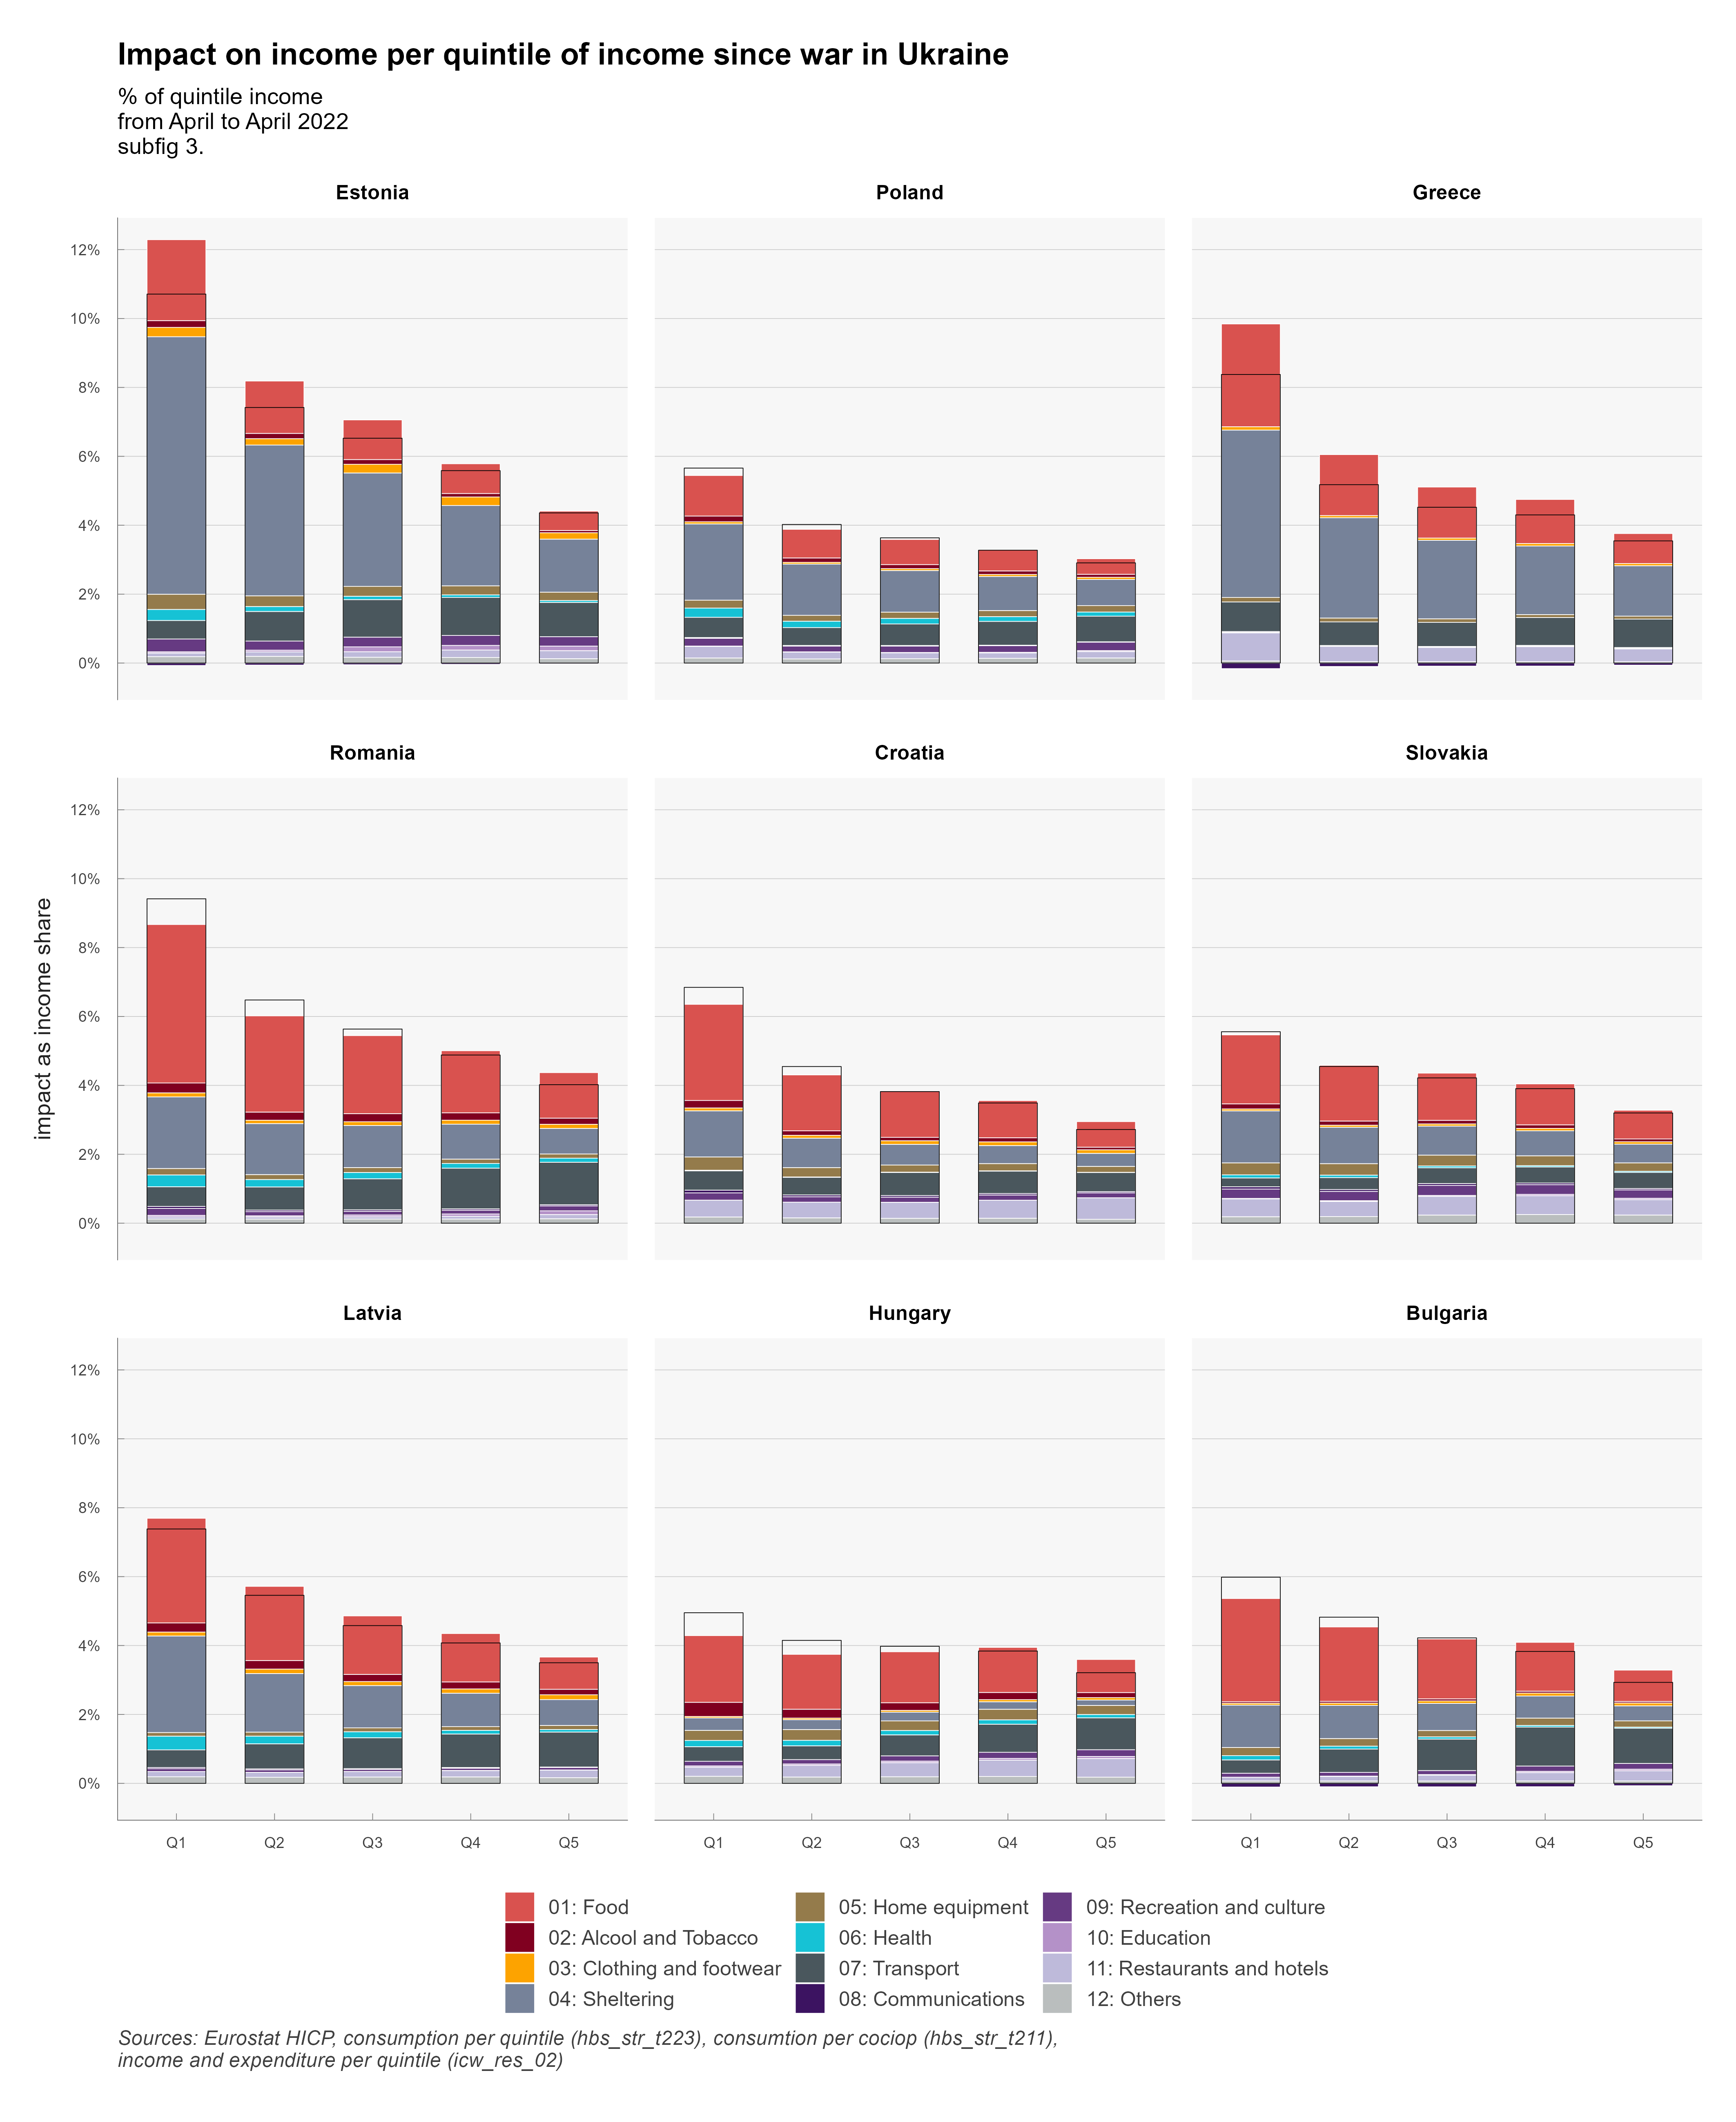 Impact on income per quintile of income since war in Ukraine
% of quintile income
from April to April 2022
subfig 3.
Estonia
Poland
Greece
12%
10%
8%
6%
4%
2%
0%
Romania
Croatia
Slovakia
12%
10%
8%
6%
4%
2%
0%
impact as income share
Latvia
Hungary
Bulgaria
12%
10%
8%
6%
4%
2%
0%
Q1 Q2 Q3 Q4 Q5
Q1 Q2 Q3 Q4 Q5
Q1 Q2 Q3 Q4 Q5
01: Food
02: Alcool and Tobacco
03: Clothing and footwear
04: Sheltering
05: Home equipment
06: Health
07: Transport
08: Communications
09: Recreation and culture
10: Education
11: Restaurants and hotels
12: Others
Sources: Eurostat HICP, consumption per quintile (hbs_str_t223), consumtion per cociop (hbs_str_t211),
income and expenditure per quintile (icw_res_02)